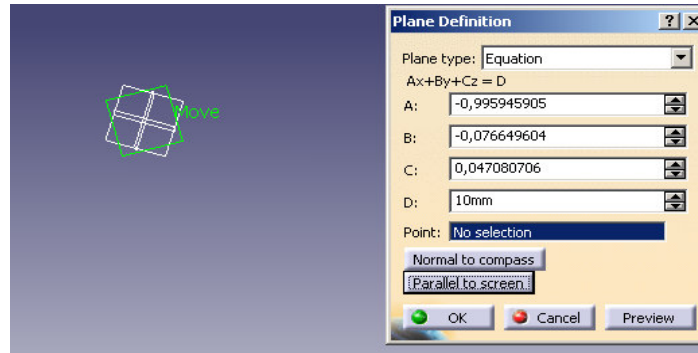 Move
Plane Definition
Plane type: Equation
Ax+By+Cz = D
A: -0,995945905
B: -0,076649604
C: 0,047080706
D: 10mm
Point: No selection
Normal to compass
Parallel to screen
OK Cancel Preview